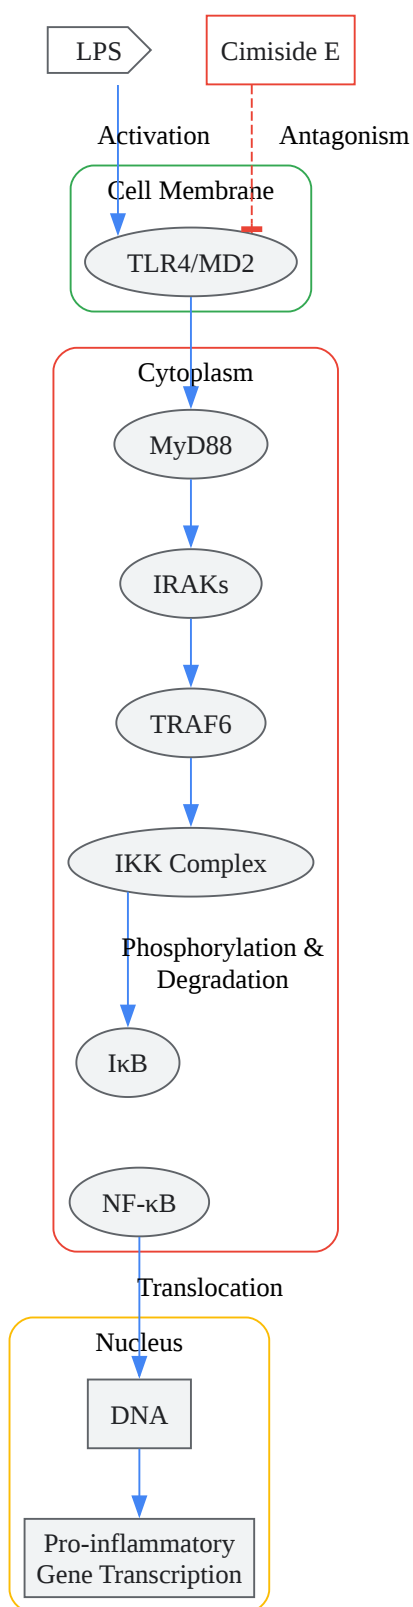 LPS
Cimiside E
Activation
Antagonism
Cell Membrane
TLR4/MD2
Cytoplasm
MyD88
IRAKs
TRAF6
IKK Complex
Phosphorylation &
Degradation
IκB
NF-κB
Translocation
Nucleus
DNA
Pro-inflammatory
Gene Transcription